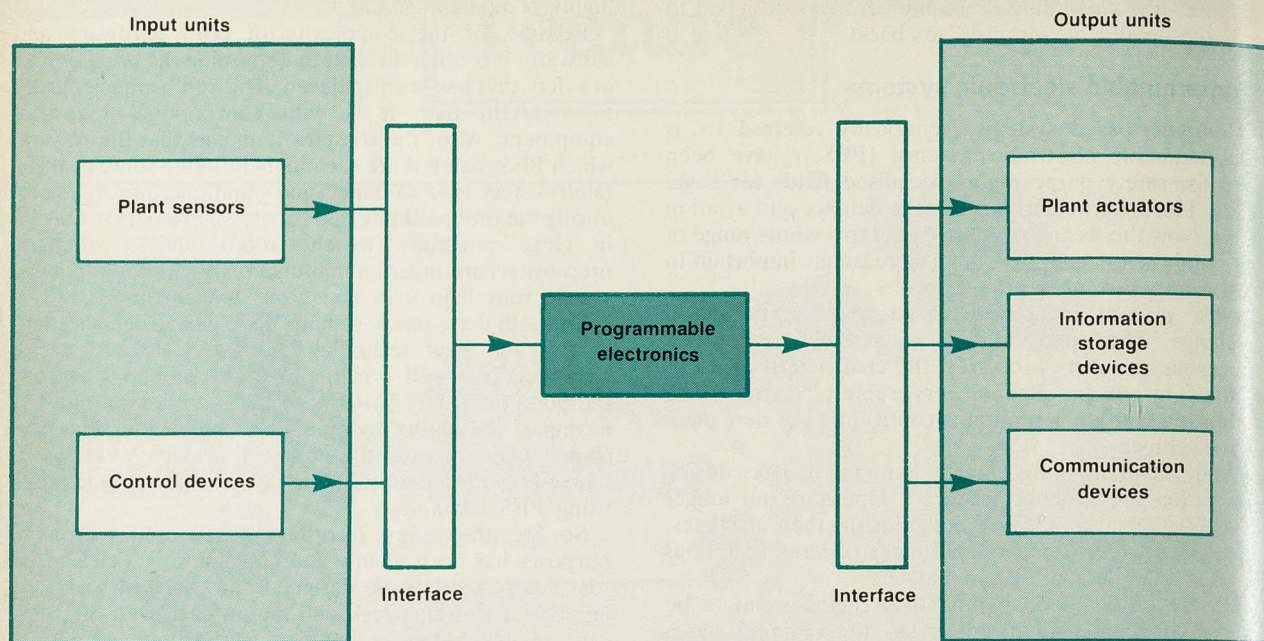 Input units
Output units
Plant sensors
Control devices
Interface
Programmable
electronics
Interface
Plant actuators
Information
storage
devices
Communication
devices